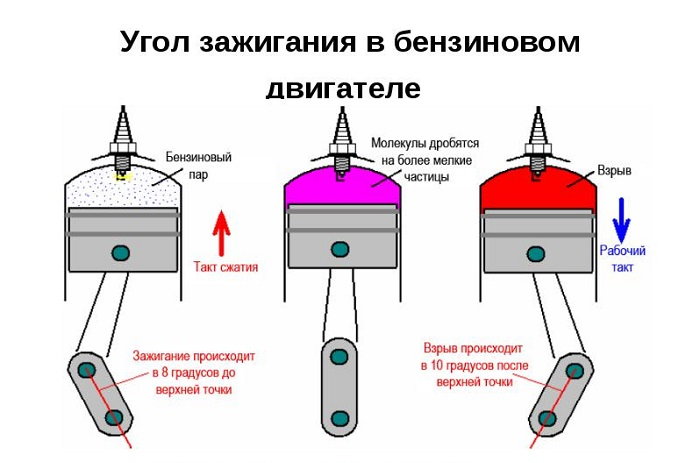 Угол зажигания в бензиновом
двигателе
Бензиновый
пар
Такт сжатия
Зажигание происходит
в 8 градусов до
верхней точки
Молекулы дробятся
на более мелкие
частицы
Взрыв
Рабочий
такт
Взрыв происходит
в 10 градусов после
верхней точки